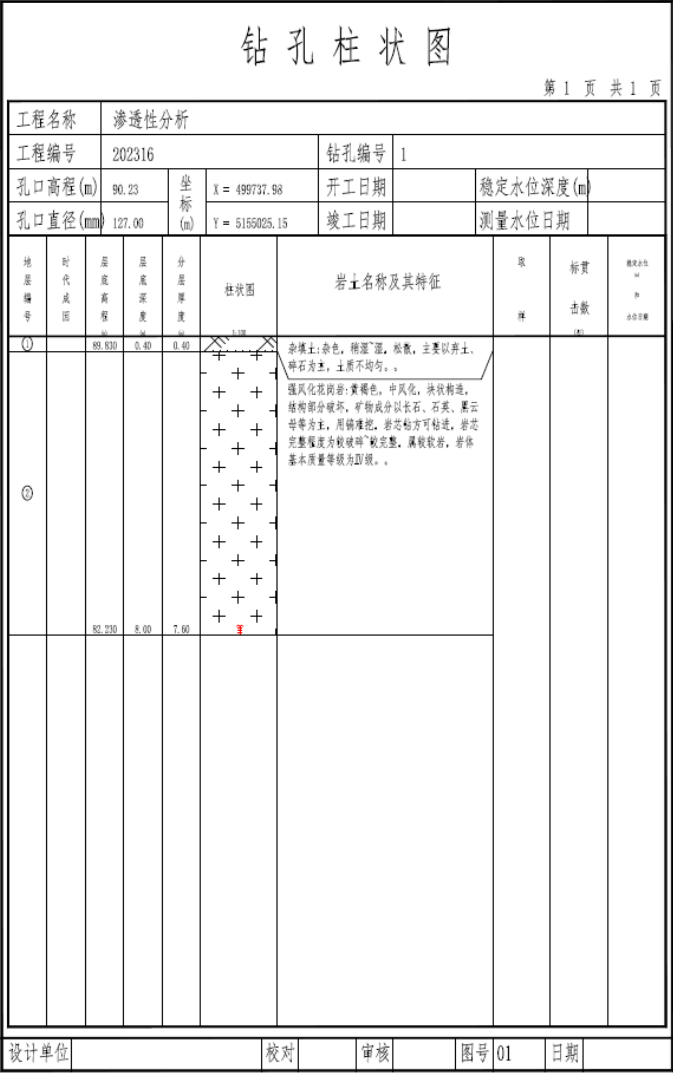 钻孔柱状图
第 1 页 共 1 页
工程名称 渗透性分析
工程编号 202316 钻孔编号 1
孔口高程(m) 90.23 坐标(m) X = 499737.98 开工日期 稳定水位深度(m)
孔口直径(mm) 127.00 Y = 5155025.15 竣工日期 测量水位日期
地层编号 时代成因 层底高程 层底深度 分层厚度 柱状图 岩土名称及其特征 取样 标贯击数 稳定水位 和 水位日期
① 89.830 0.40 0.40
杂填土:杂色，稍湿~湿，松散，主要以弃土、
碎石为主，土质不均匀。。
强风化花岗岩:黄褐色，中风化，块状构造，
结构部分破坏，矿物成分以长石、石英、黑云
母等为主，用镐难挖，岩芯钻方可钻进，岩芯
完整程度为较破碎~较完整，属较软岩，岩体
基本质量等级为Ⅳ级。。
②
82.230 8.00 7.60
设计单位 校对 审核 图号 01 日期